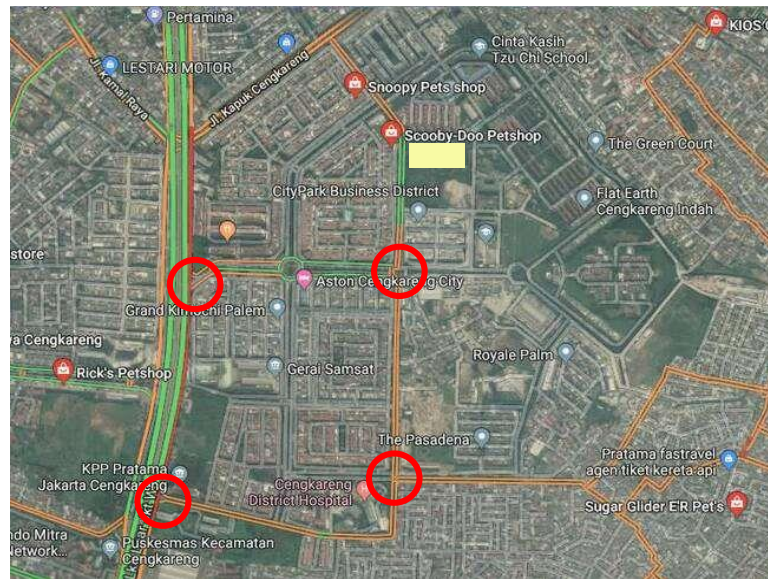 Pertamina
KIOS
LESTARI MOTOR
Jl. Kamal Raya
Jl. Kapuk Cengkareng
Cinta Kasih
Tzu Chi School
Snoopy Pets shop
Scooby-Doo Petshop
The Green Court
CityPark Business District
Flat Earth
Cengkareng Indah
store
Aston Cengkareng City
Grand Kimochi Palem
a Cengkareng
Rick's Petshop
Gerai Samsat
Royale Palm
The Pasadena
KPP Pratama
Jakarta Cengkareng
Cengkareng
District Hospital
Pratama fastravel
agen tiket kereta api
Sugar Glider E'R Pet's
ndo Mitra
Network...
Puskesmas Kecamatan
Cengkareng